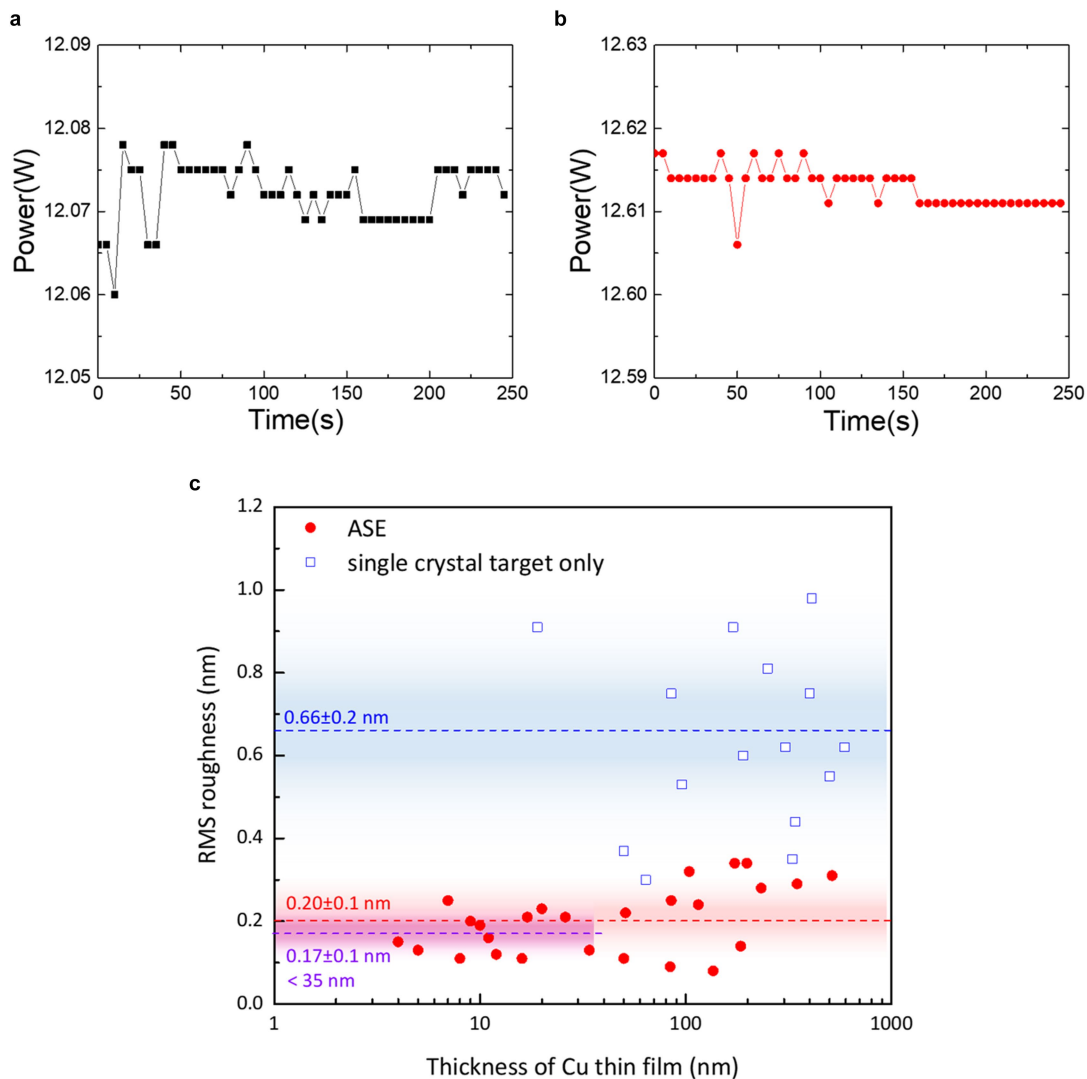 a
12.09
12.08
12.07
12.06
12.05
0 50 100 150 200 250
Power(W)
Time(s)
b
12.63
12.62
12.61
12.60
12.59
0 50 100 150 200 250
Power(W)
Time(s)
c
1.2
1.0
0.8
0.6
0.4
0.2
0.0
1 10 100 1000
RMS roughness (nm)
Thickness of Cu thin film (nm)
ASE
single crystal target only
0.66±0.2 nm
0.20±0.1 nm
0.17±0.1 nm
< 35 nm